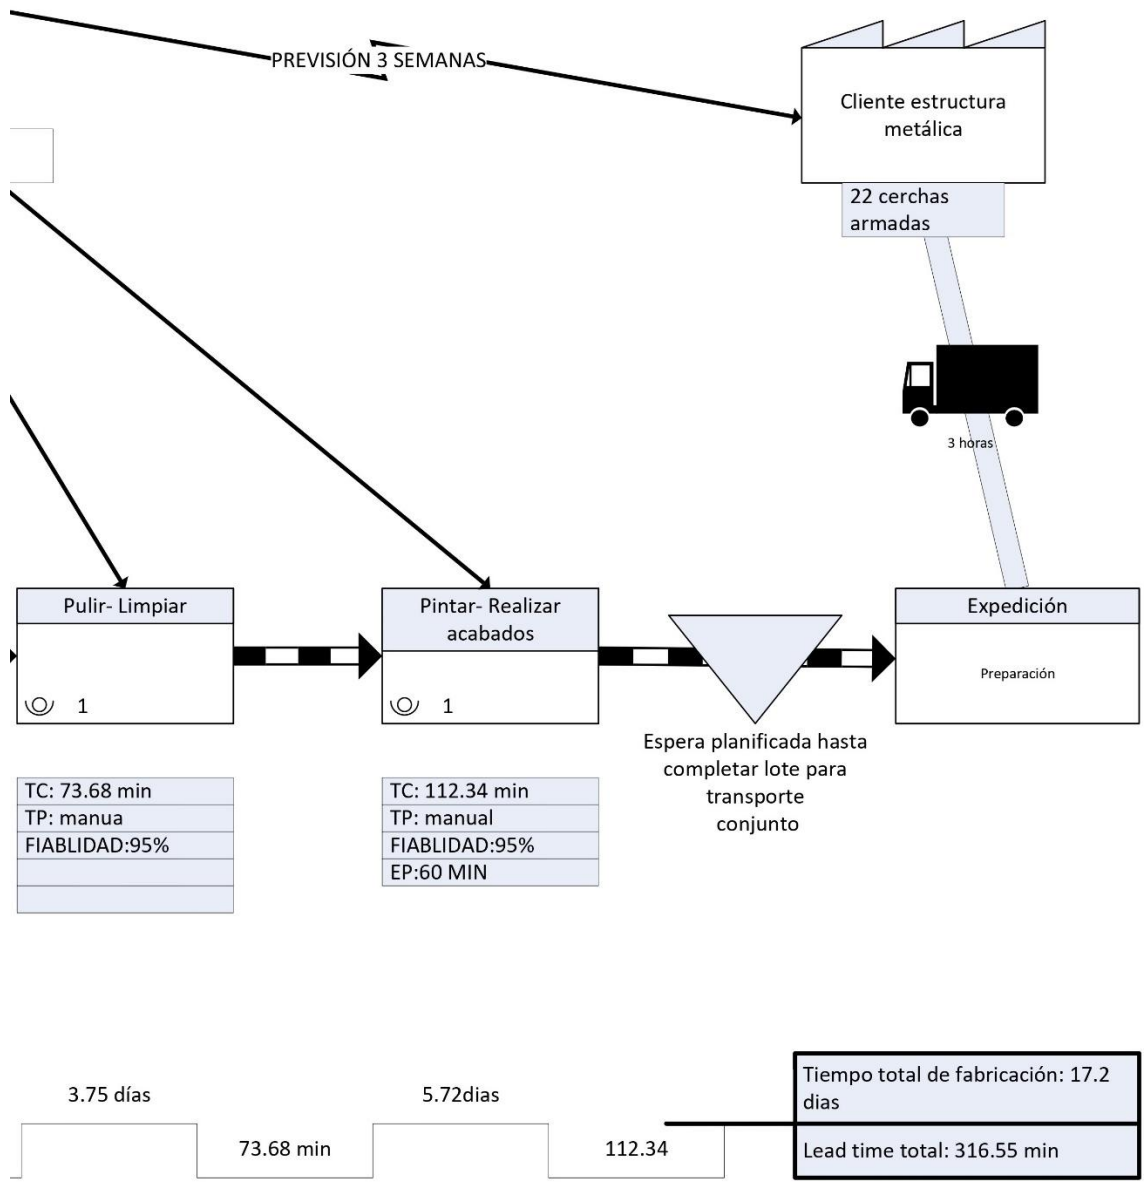 PREVISIÓN 3 SEMANAS
Cliente estructura
metálica
22 cerchas
armadas
3 horas
Pulir- Limpiar
1
Pintar- Realizar
acabados
1
Expedición
Preparación
Espera planificada hasta
completar lote para
transporte
conjunto
TC: 73.68 min
TP: manua
FIABLIDAD:95%
TC: 112.34 min
TP: manual
FIABLIDAD:95%
EP:60 MIN
3.75 días
73.68 min
5.72dias
112.34
Tiempo total de fabricación: 17.2
dias
Lead time total: 316.55 min